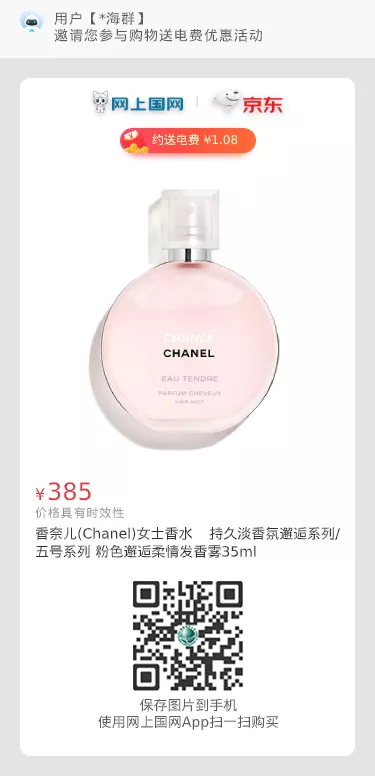 用户【*海群】
邀请您参与购物送电费优惠活动
网上国网 京东
约送电费 ¥1.08
CHANCE
CHANEL
EAU TENDRE
PARFUM CHEVEUX
HAIR MIST
¥385
价格具有时效性
香奈儿(Chanel)女士香水 持久淡香氛邂逅系列/
五号系列 粉色邂逅柔情发香雾35ml
保存图片到手机
使用网上国网App扫一扫购买